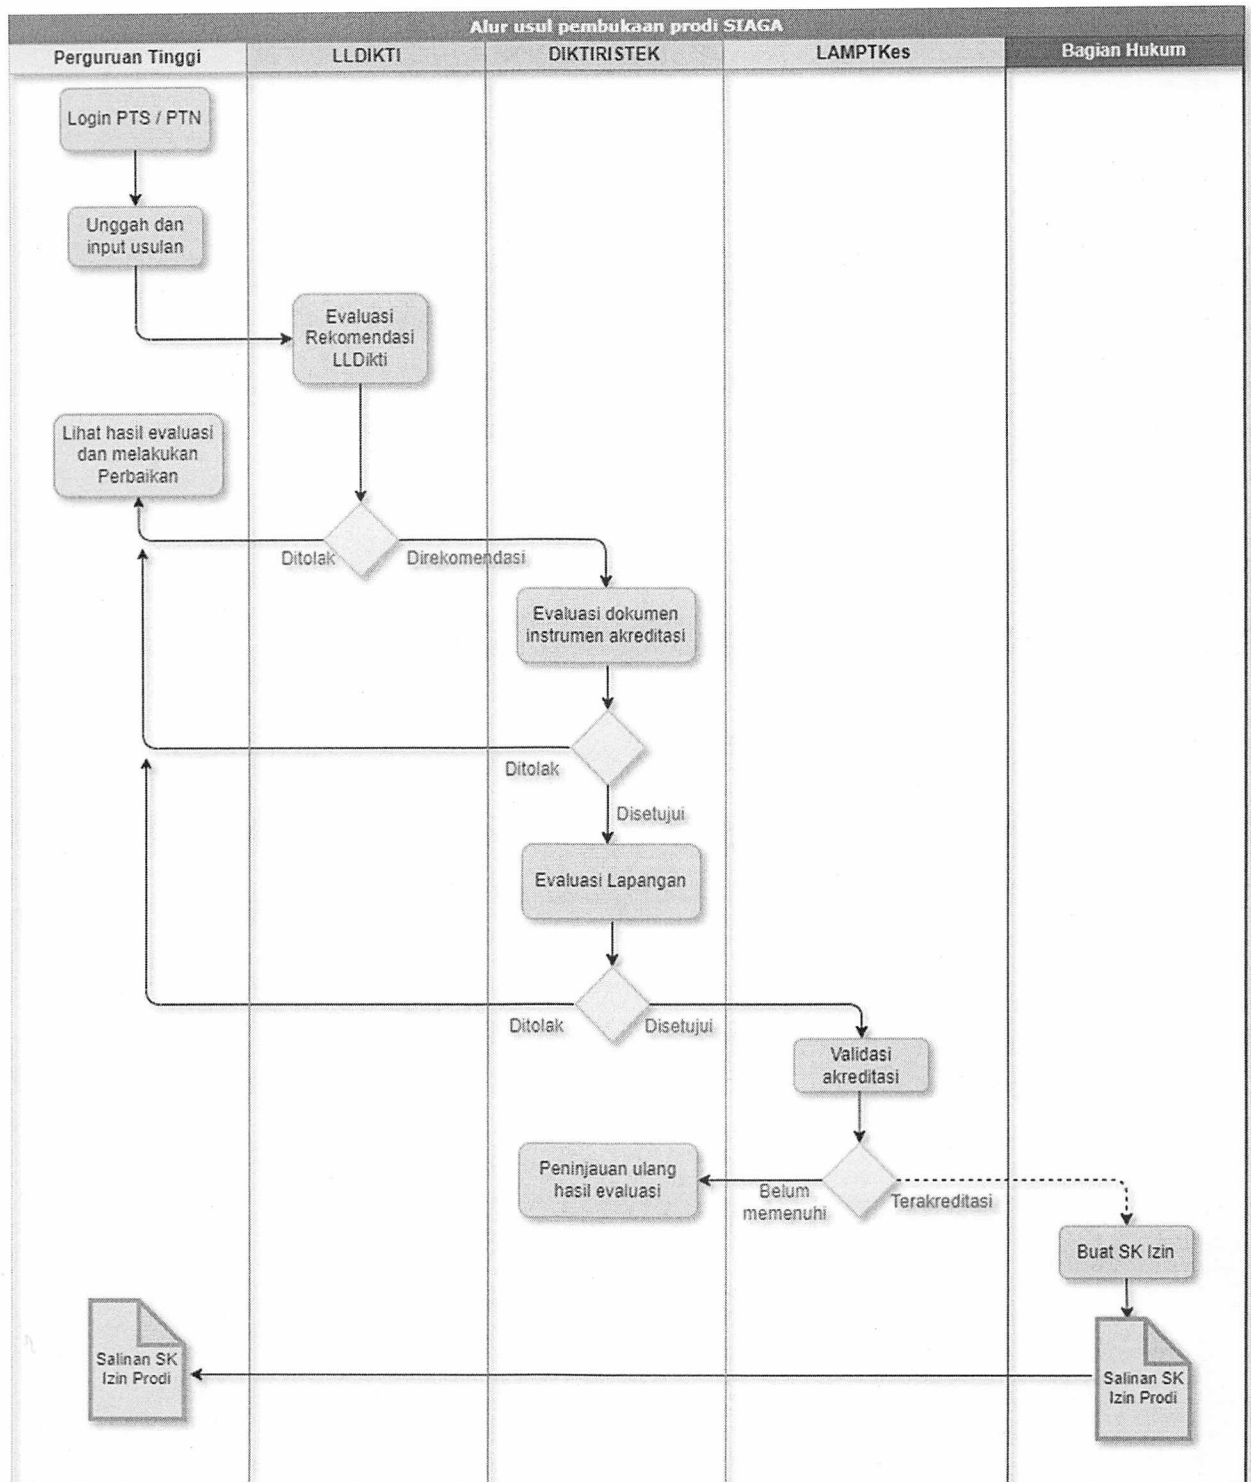 Alur usul pembukaan prodi SIAGA
Perguruan Tinggi
LLDIKTI
DIKTIRISTEK
LAMPTKes
Bagian Hukum
Login PTS / PTN
Unggah dan
input usulan
Evaluasi
Rekomendasi
LLDikti
Lihat hasil evaluasi
dan melakukan
Perbaikan
Ditolak
Direkomendasi
Evaluasi dokumen
instrumen akreditasi
Ditolak
Disetujui
Evaluasi Lapangan
Ditolak
Disetujui
Validasi
akreditasi
Peninjauan ulang
hasil evaluasi
Belum
memenuhi
Terakreditasi
Buat SK Izin
Salinan SK
Izin Prodi
Salinan SK
Izin Prodi